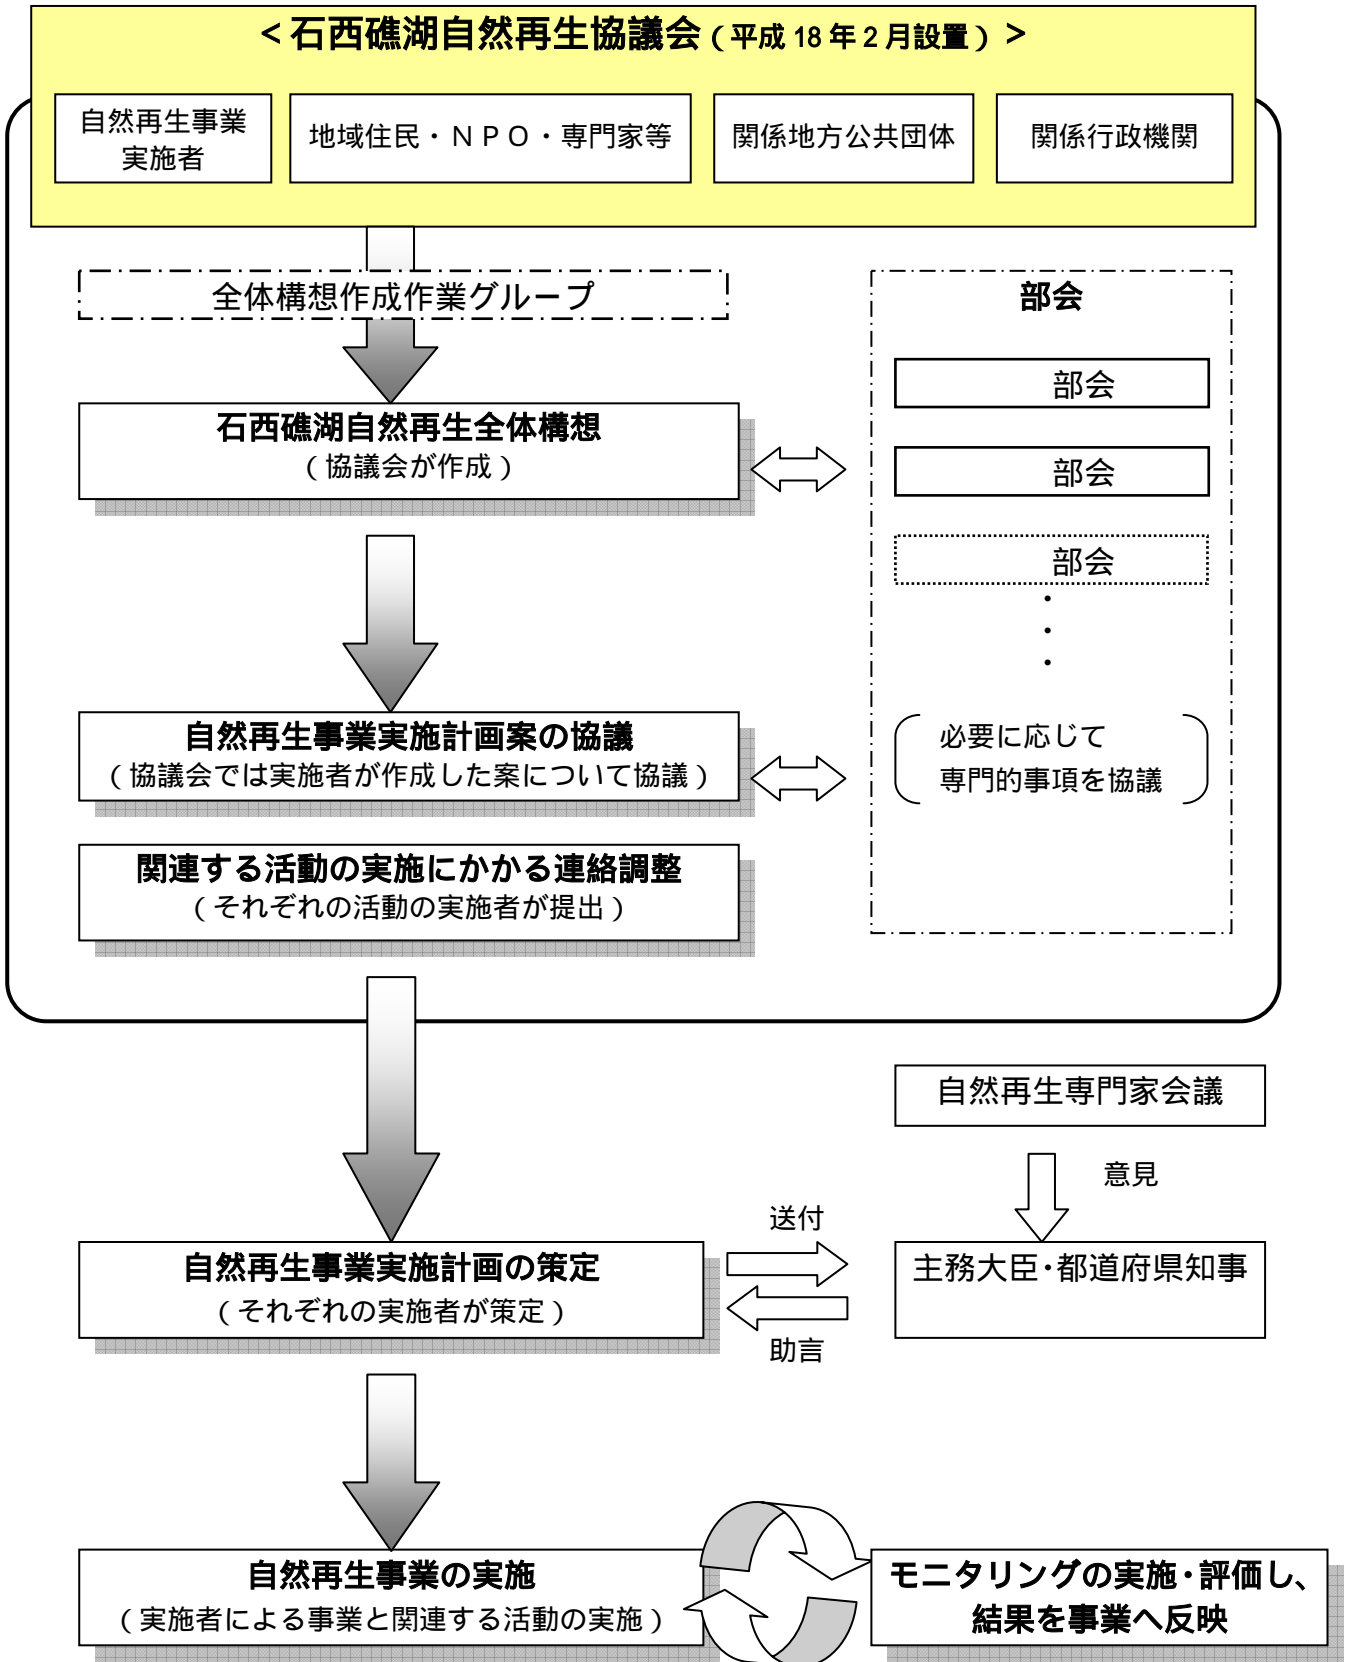 ＜石西礁湖自然再生協議会（平成 18 年 2 月設置）＞
自然再生事業
実施者
地域住民・ＮＰＯ・専門家等
関係地方公共団体
関係行政機関
全体構想作成作業グループ
石西礁湖自然再生全体構想
（協議会が作成）
部会
部会
部会
部会
・
・
・
必要に応じて
専門的事項を協議
自然再生事業実施計画案の協議
（協議会では実施者が作成した案について協議）
関連する活動の実施にかかる連絡調整
（それぞれの活動の実施者が提出）
自然再生専門家会議
意見
主務大臣・都道府県知事
送付
助言
自然再生事業実施計画の策定
（それぞれの実施者が策定）
自然再生事業の実施
（実施者による事業と関連する活動の実施）
モニタリングの実施・評価し、
結果を事業へ反映